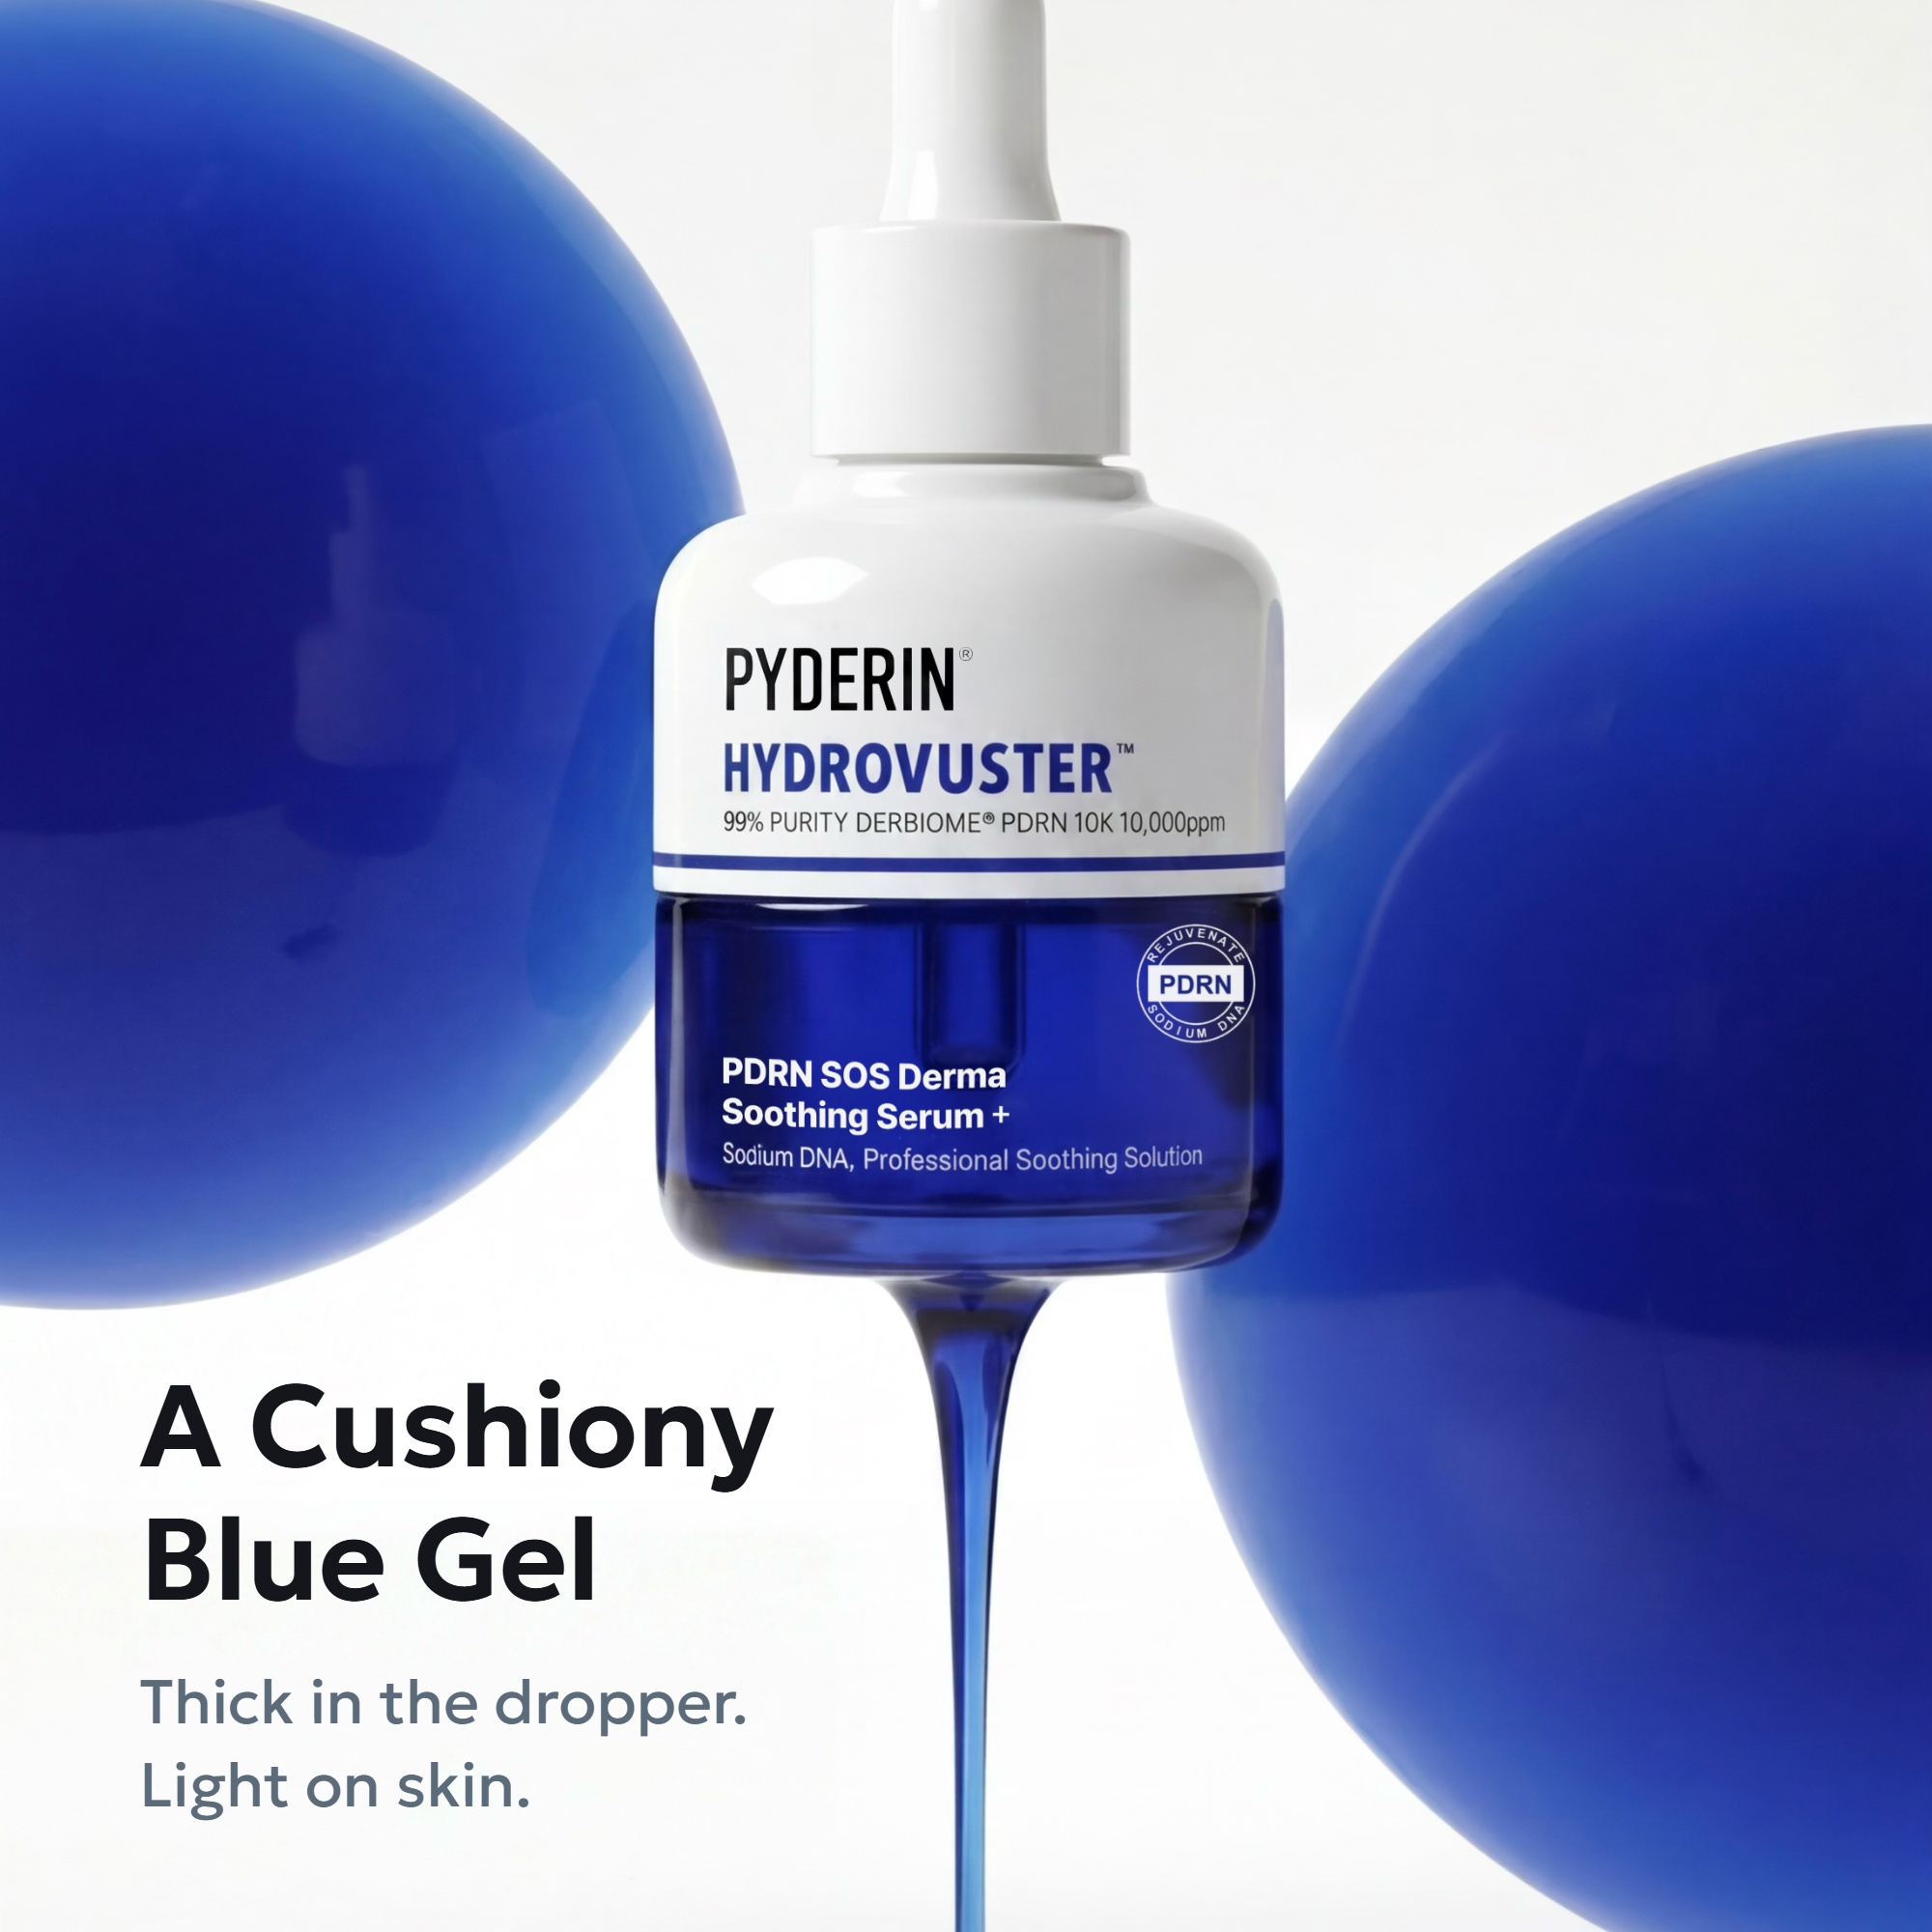 PYDERIN®
HYDROVUSTER™
99% PURITY DERBIOME® PDRN 10K 10,000ppm
REJUVENATE
PDRN
SODIUM DNA
PDRN SOS Derma
Soothing Serum +
Sodium DNA, Professional Soothing Solution
A Cushiony
Blue Gel
Thick in the dropper.
Light on skin.